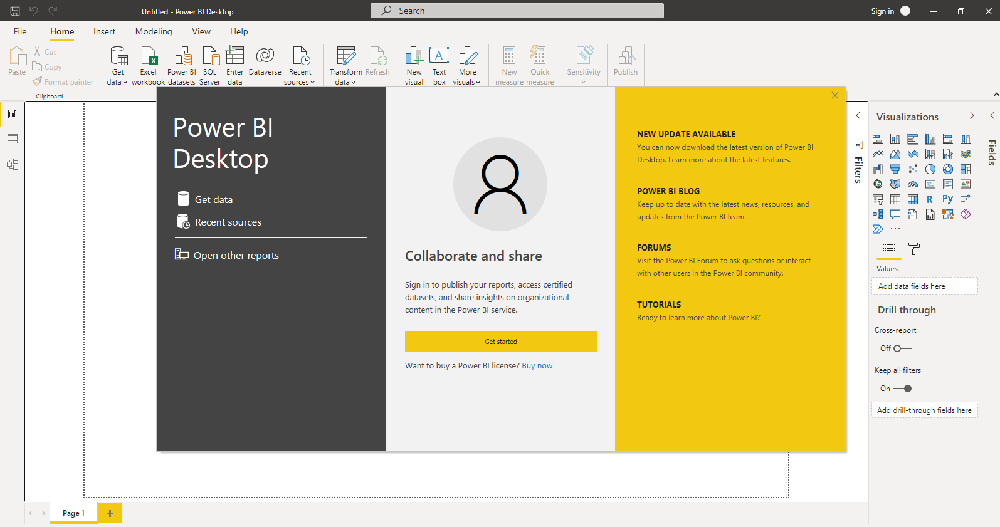 Untitled - Power BI Desktop
Search
Sign in
File Home Insert Modeling View Help
Paste
Cut
Copy
Format painter
Clipboard
Get
data
Excel
workbook
Power BI
datasets
SQL
Server
Enter
data
Dataverse
Recent
sources
Transform
data
Refresh
New
visual
Text
box
More
visuals
New
measure
Quick
measure
Sensitivity
Publish
Power BI
Desktop
Get data
Recent sources
Open other reports
Collaborate and share
Sign in to publish your reports, access certified
datasets, and share insights on organizational
content in the Power BI service.
Get started
Want to buy a Power BI license? Buy now
NEW UPDATE AVAILABLE
You can now download the latest version of Power BI
Desktop. Learn more about the latest features.
POWER BI BLOG
Keep up to date with the latest news, resources, and
updates from the Power BI team.
FORUMS
Visit the Power BI Forum to ask questions or interact
with other users in the Power BI community.
TUTORIALS
Ready to learn more about Power BI?
Filters
Visualizations
123
R
Py
Values
Add data fields here
Drill through
Cross-report
Off
Keep all filters
On
Add drill-through fields here
Fields
Page 1